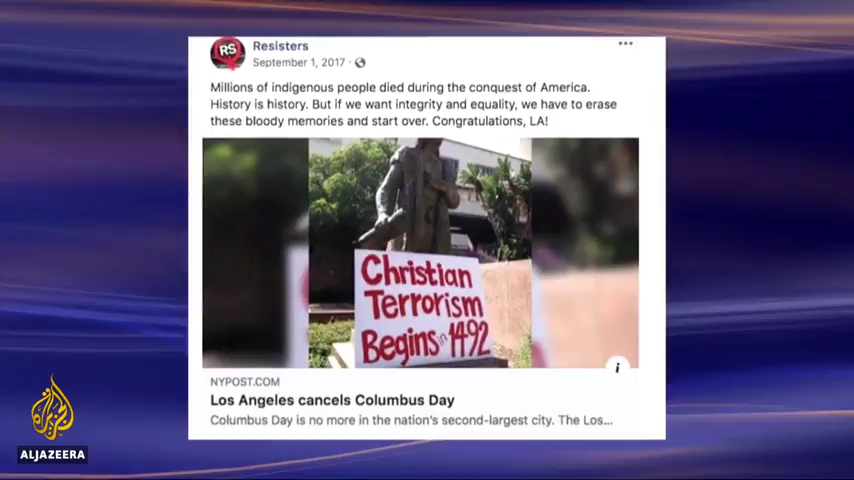 RS
Resisters
September 1, 2017 ·
Millions of indigenous people died during the conquest of America.
History is history. But if we want integrity and equality, we have to erase
these bloody memories and start over. Congratulations, LA!
Christian
Terrorism
Begins in 1492
i
NYPOST.COM
Los Angeles cancels Columbus Day
Columbus Day is no more in the nation's second-largest city. The Los...
ALJAZEERA